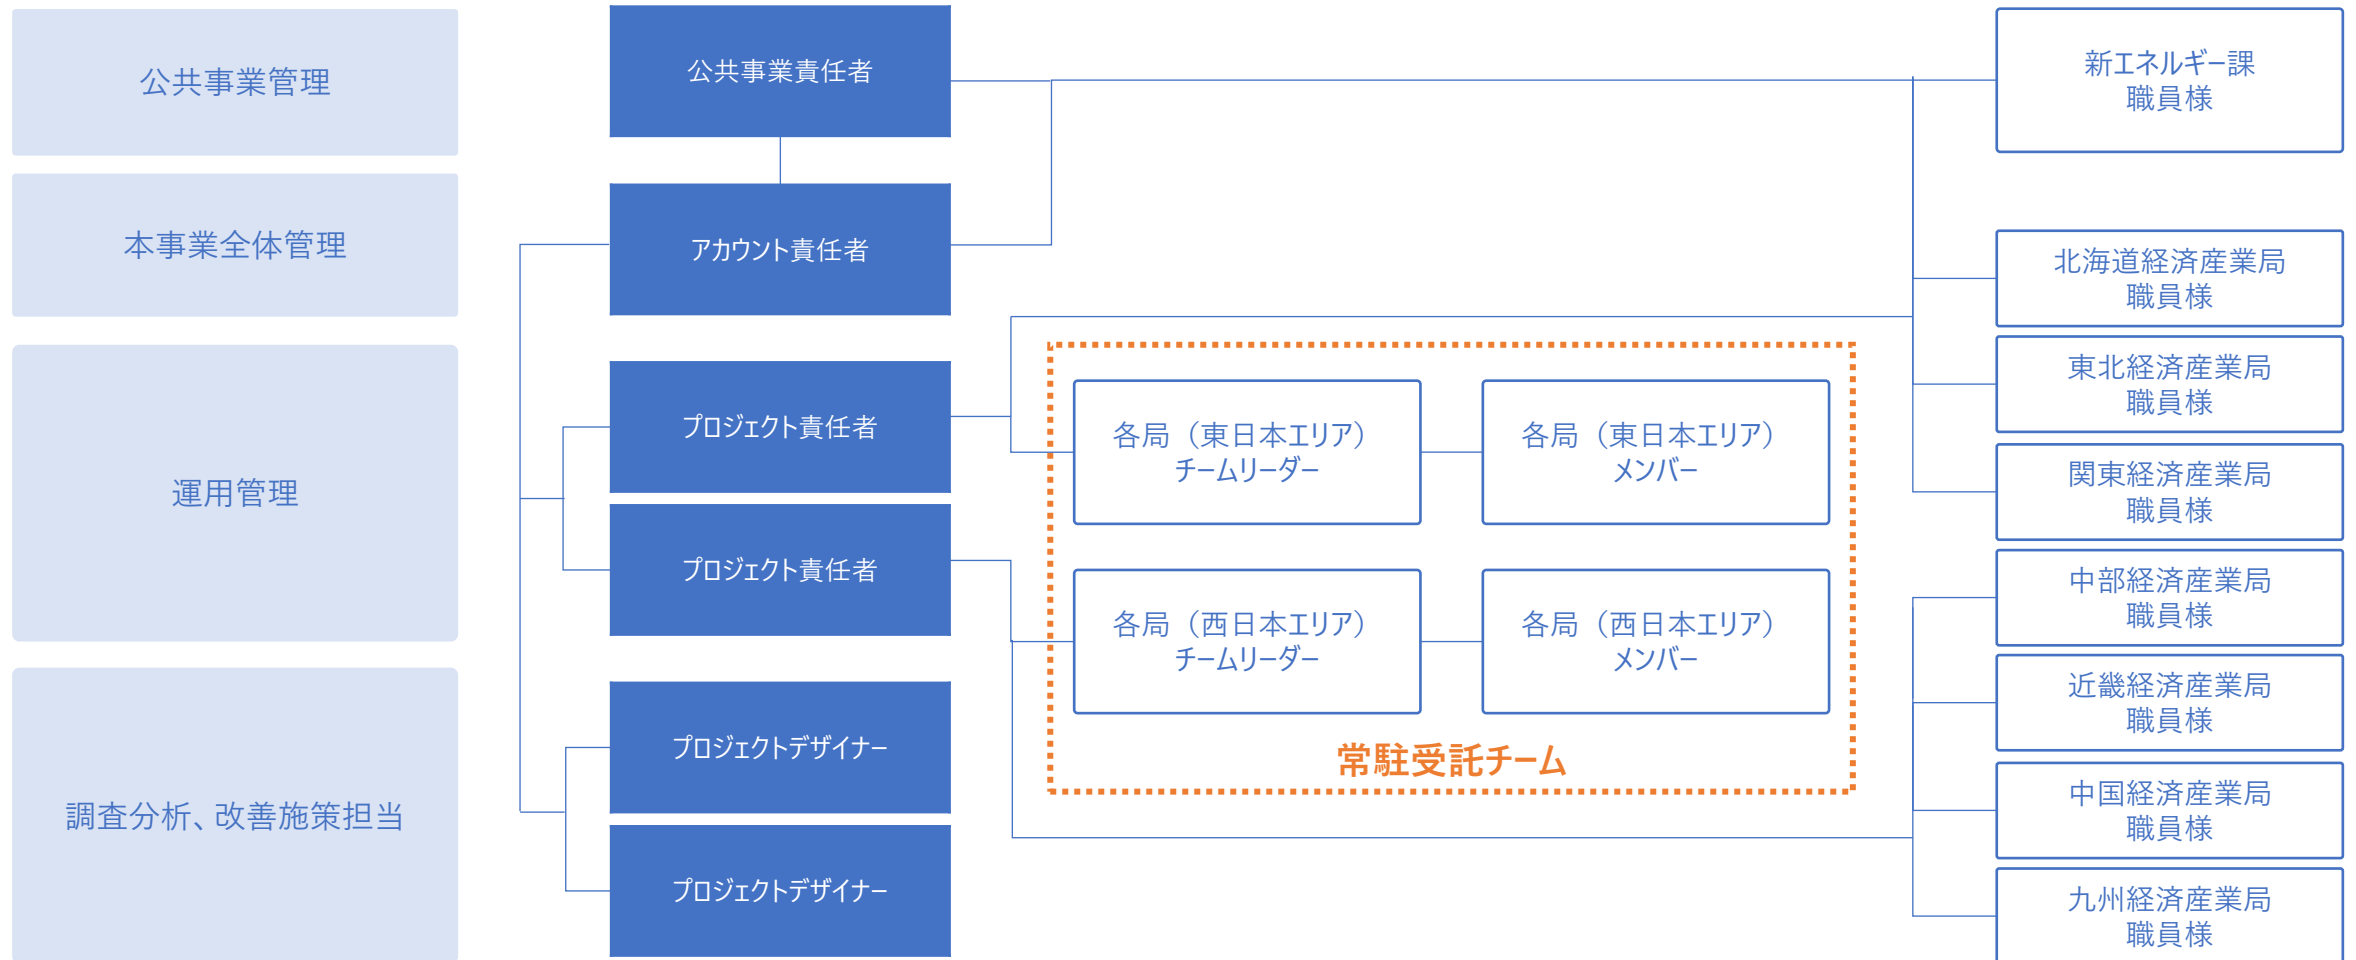 公共事業管理
本事業全体管理
運用管理
調査分析、改善施策担当
公共事業責任者
アカウント責任者
プロジェクト責任者
プロジェクト責任者
プロジェクトデザイナー
プロジェクトデザイナー
各局（東日本エリア）
チームリーダー
各局（東日本エリア）
メンバー
各局（西日本エリア）
チームリーダー
各局（西日本エリア）
メンバー
常駐受託チーム
新エネルギー課
職員様
北海道経済産業局
職員様
東北経済産業局
職員様
関東経済産業局
職員様
中部経済産業局
職員様
近畿経済産業局
職員様
中国経済産業局
職員様
九州経済産業局
職員様